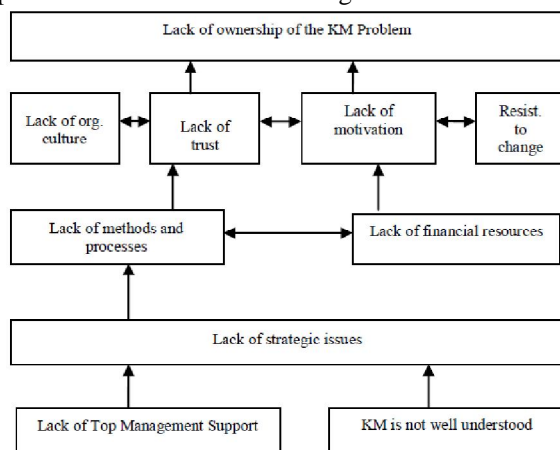 Lack of ownership of the KM Problem
Lack of org.
culture
Lack of
trust
Lack of
motivation
Resist.
to
change
Lack of methods and
processes
Lack of financial resources
Lack of strategic issues
Lack of Top Management Support
KM is not well understood